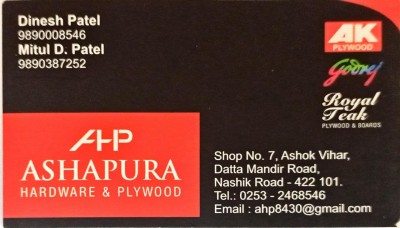 Dinesh Patel
9890008546
Mitul D. Patel
9890387252
AK
PLYWOOD
Godrej
Royal
Teak
PLYWOOD & BOARDS
AHP
ASHAPURA
HARDWARE & PLYWOOD
Shop No. 7, Ashok Vihar,
Datta Mandir Road,
Nashik Road - 422 101.
Tel.: 0253 - 2468546
Email : ahp8430@gmail.com